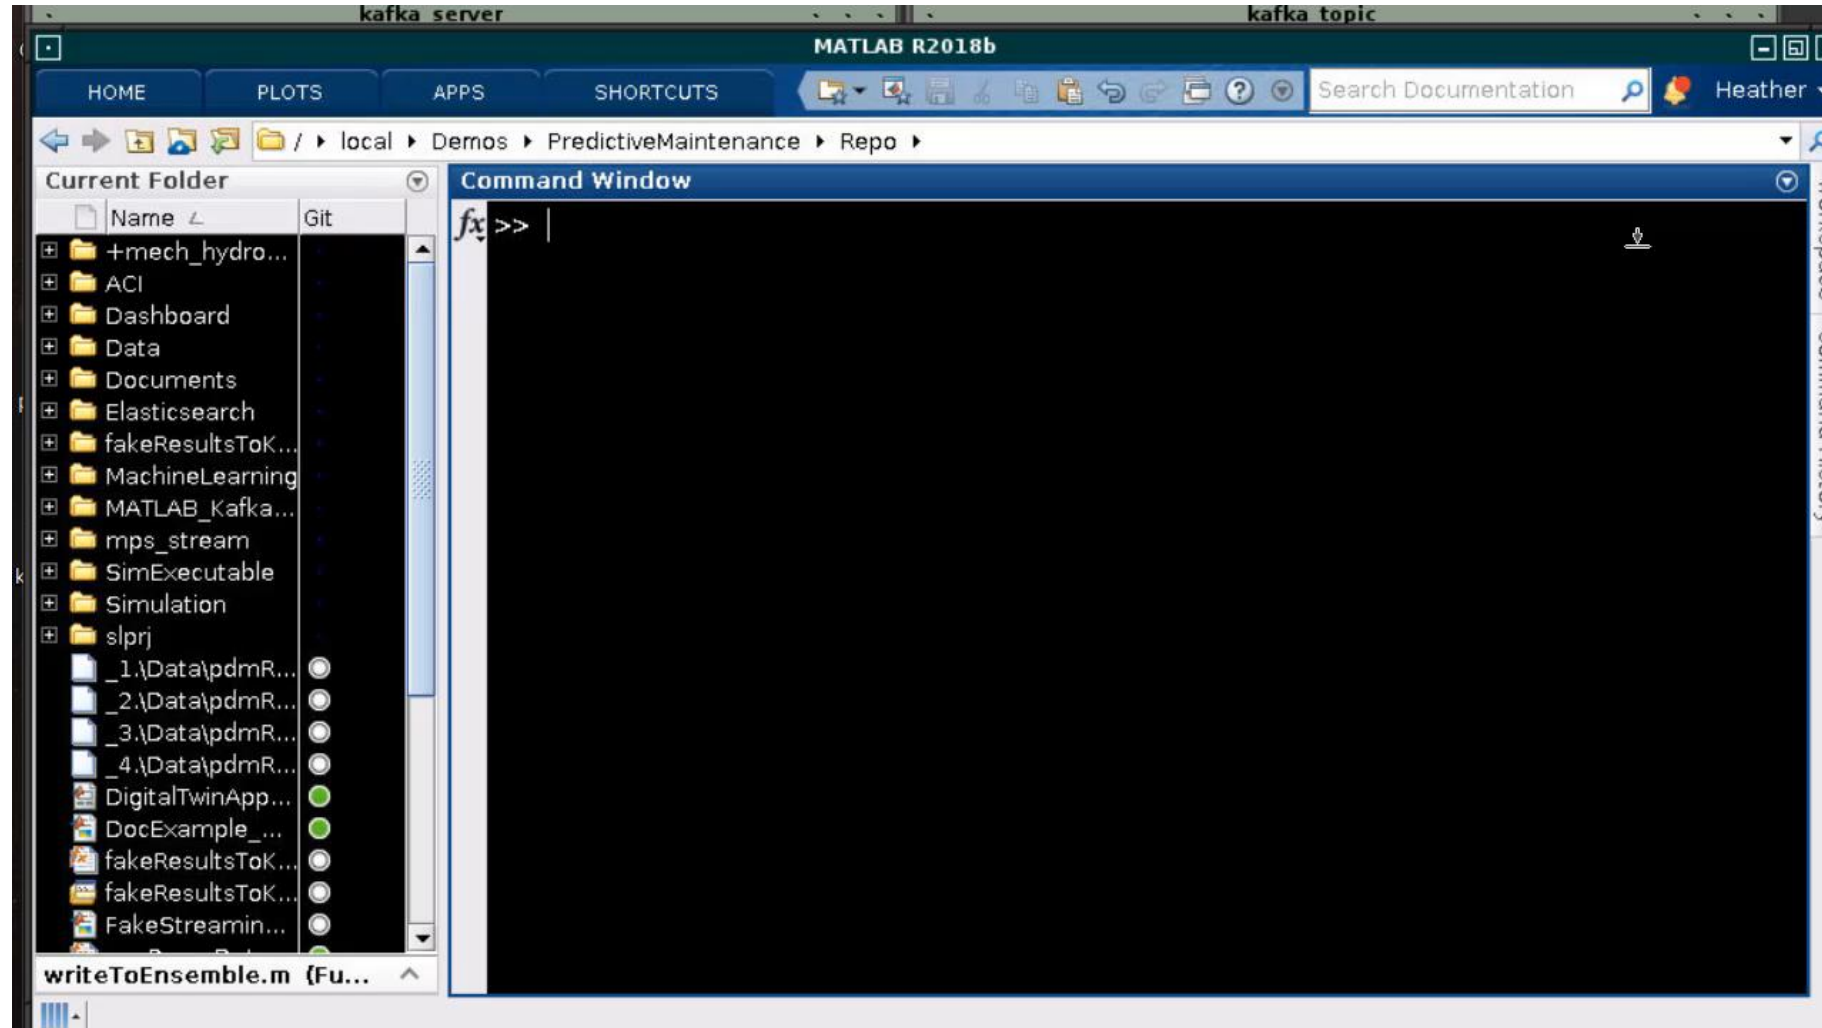 kafka server
kafka topic
MATLAB R2018b
HOME PLOTS APPS SHORTCUTS Search Documentation Heather
/ local Demos PredictiveMaintenance Repo
Current Folder
Name Git
+mech_hydro...
ACI
Dashboard
Data
Documents
Elasticsearch
fakeResultsToK...
MachineLearning
MATLAB_Kafka...
mps_stream
SimExecutable
Simulation
slprj
_1.\Data\pdmR...
_2.\Data\pdmR...
_3.\Data\pdmR...
_4.\Data\pdmR...
DigitalTwinApp...
DocExample_...
fakeResultsToK...
fakeResultsToK...
FakeStreamin...
writeToEnsemble.m (Fu...
Command Window
fx >>